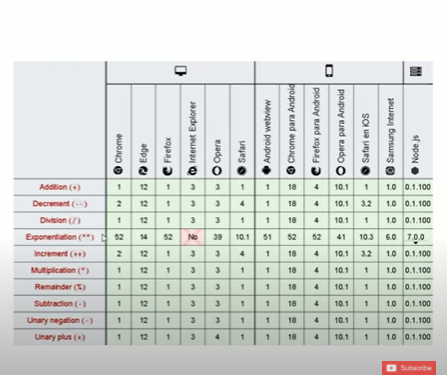 Chrome
Edge
Firefox
Internet Explorer
Opera
Safari
Android webview
Chrome para Android
Firefox para Android
Opera para Android
Safari en iOS
Samsung Internet
Node.js
Addition (+) 1 12 1 3 3 1 1 18 4 10.1 1 1.0 0.1.100
Decrement (--) 2 12 1 3 3 4 1 18 4 10.1 3.2 1.0 0.1.100
Division (/) 1 12 1 3 3 1 1 18 4 10.1 1 1.0 0.1.100
Exponentiation (**) 52 14 52 No 39 10.1 51 52 52 41 10.3 6.0 7.0.0
Increment (++) 2 12 1 3 3 4 1 18 4 10.1 3.2 1.0 0.1.100
Multiplication (*) 1 12 1 3 3 1 1 18 4 10.1 1 1.0 0.1.100
Remainder (%) 1 12 1 3 3 1 1 18 4 10.1 1 1.0 0.1.100
Subtraction (-) 1 12 1 3 3 1 1 18 4 10.1 1 1.0 0.1.100
Unary negation (-) 1 12 1 3 3 1 1 18 4 10.1 1 1.0 0.1.100
Unary plus (+) 1 12 1 3 4 1 1 18 4 10.1 1 1.0 0.1.100
Subscribe